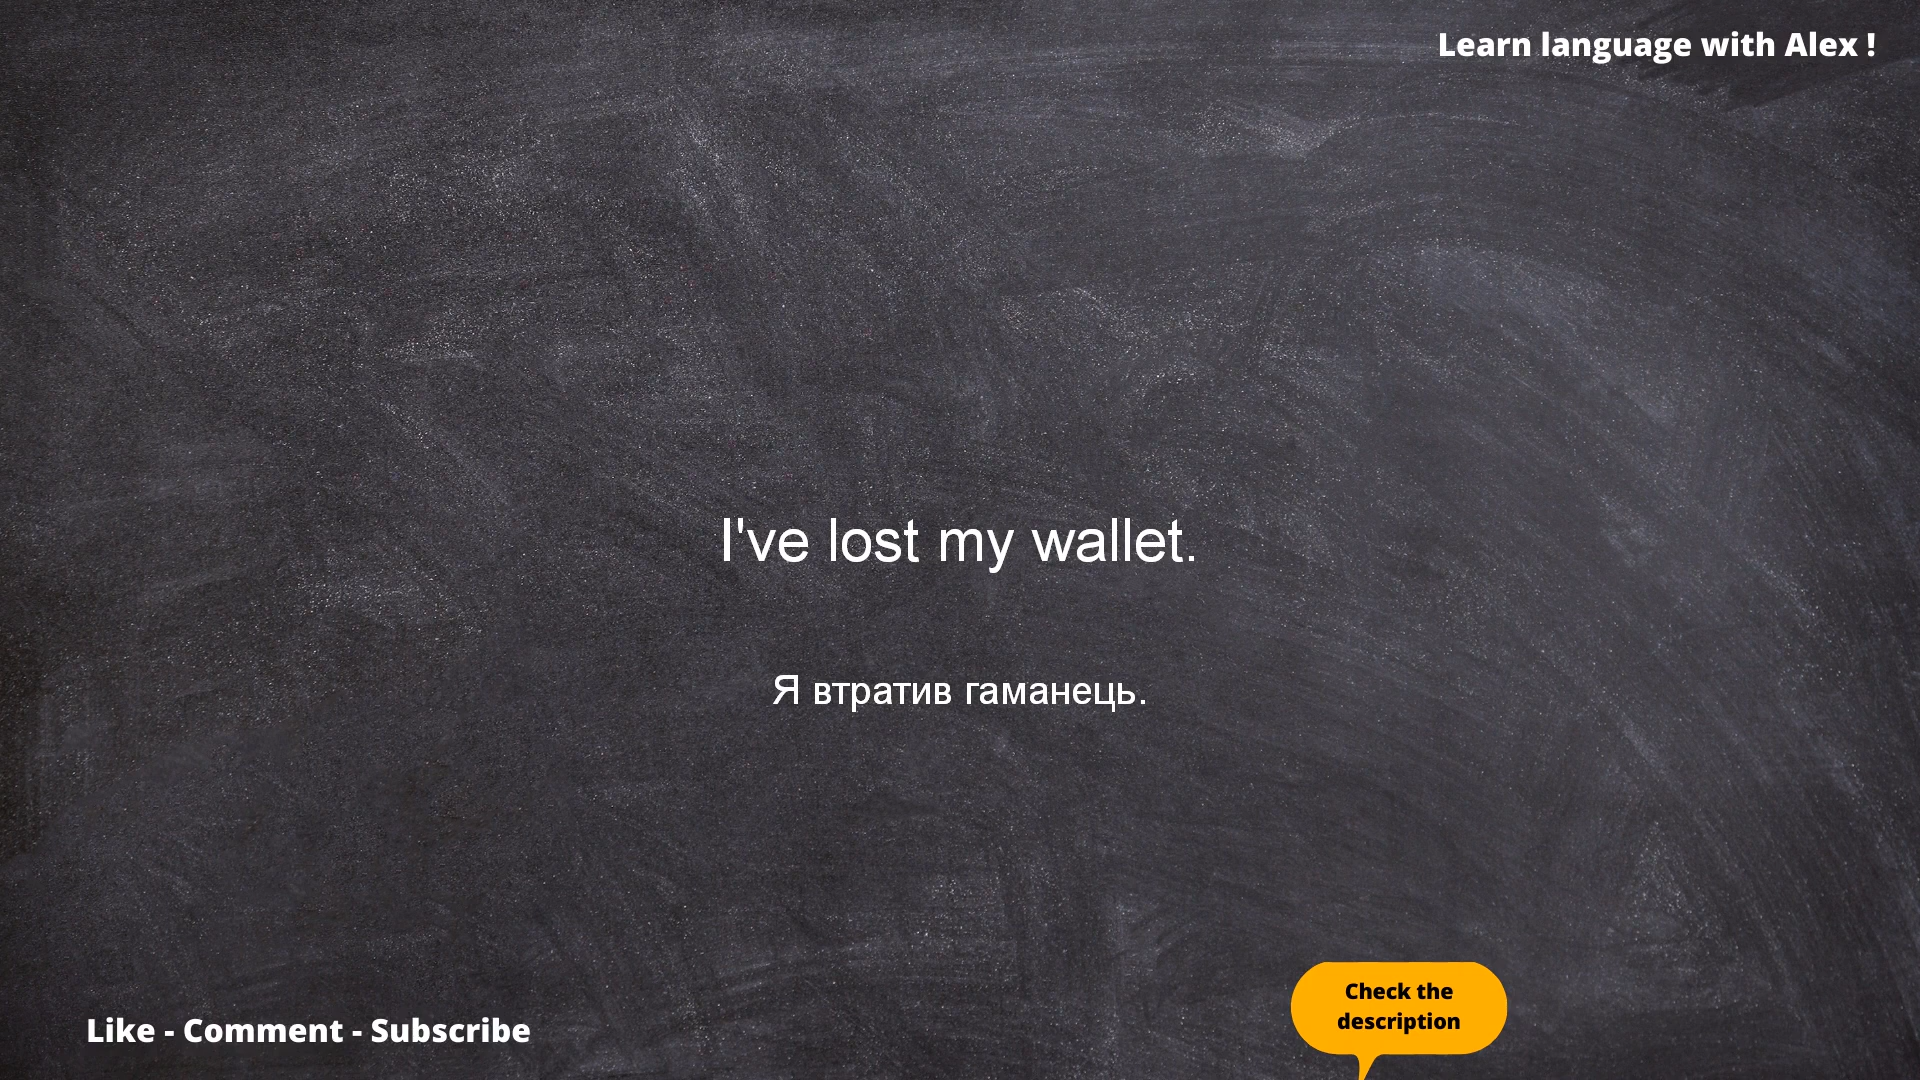 Learn language with Alex !
I've lost my wallet.
Я втратив гаманець.
Check the
description
Like - Comment - Subscribe